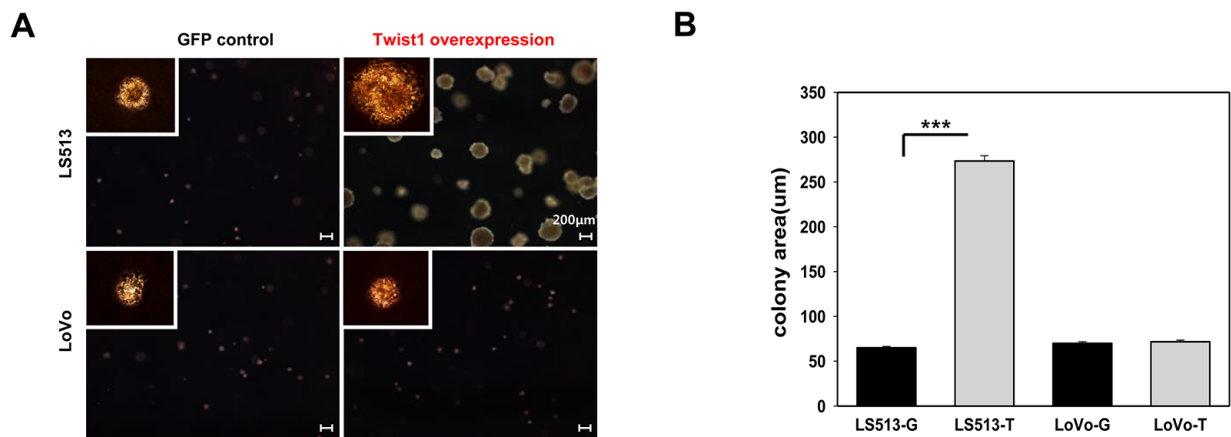 A
GFP control
Twist1 overexpression
LS513
200µm
LoVo
B
***
colony area(um)
350
300
250
200
150
100
50
0
LS513-G
LS513-T
LoVo-G
LoVo-T